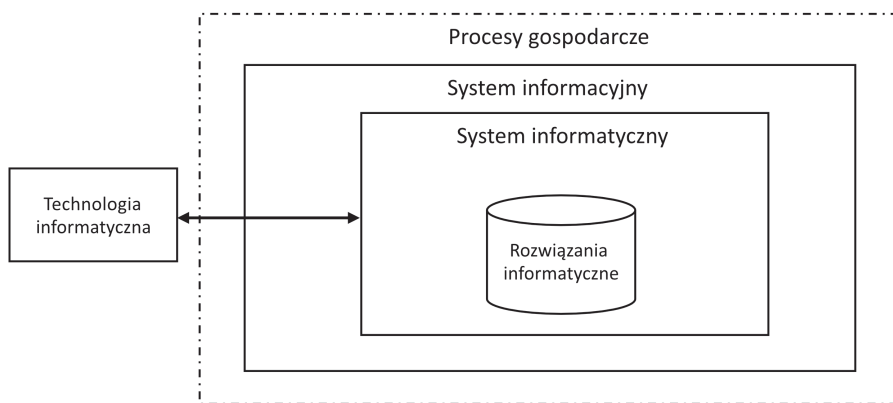 Procesy gospodarcze
System informacyjny
System informatyczny
Technologia
informatyczna
Rozwiązania
informatyczne